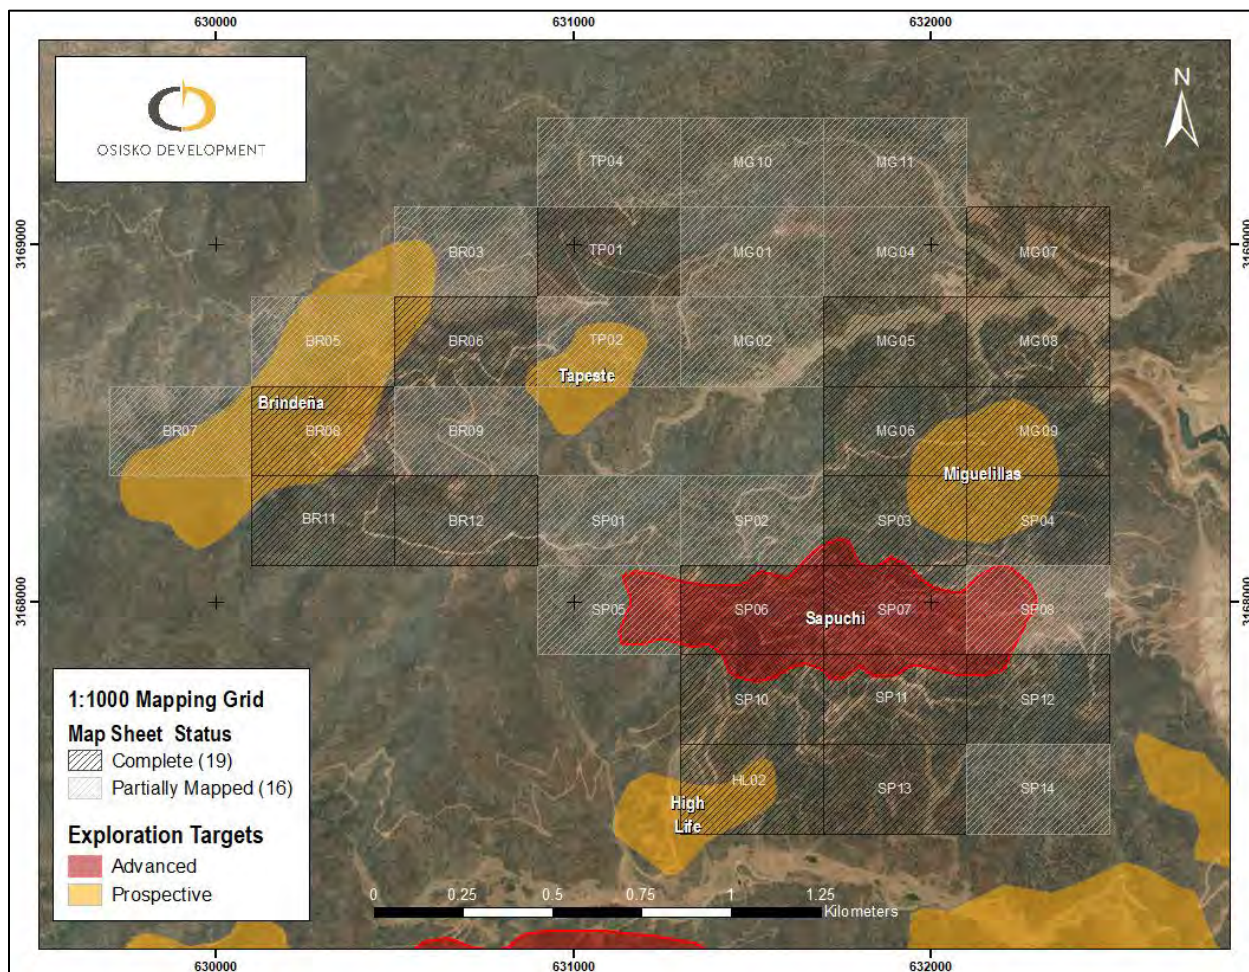 630000 631000 632000
OSISKO DEVELOPMENT
N
TP04 MG10 MG11
3169000 BR03 TP01 MG01 MG04 MG07 3169000
BR05 BR06 TP02 MG02 MG05 MG08
Tapeste
Brindeña
BR07 BR08 BR09 MG06 MG09
Miguelillas
BR11 BR12 SP01 SP02 SP03 SP04
3168000 SP05 SP06 SP07 SP08 3168000
Sapuchi
SP10 SP11 SP12
HL02 SP13 SP14
High
Life
1:1000 Mapping Grid
Map Sheet Status
Complete (19)
Partially Mapped (16)
Exploration Targets
Advanced
Prospective
0 0.25 0.5 0.75 1 1.25
Kilometers
630000 631000 632000